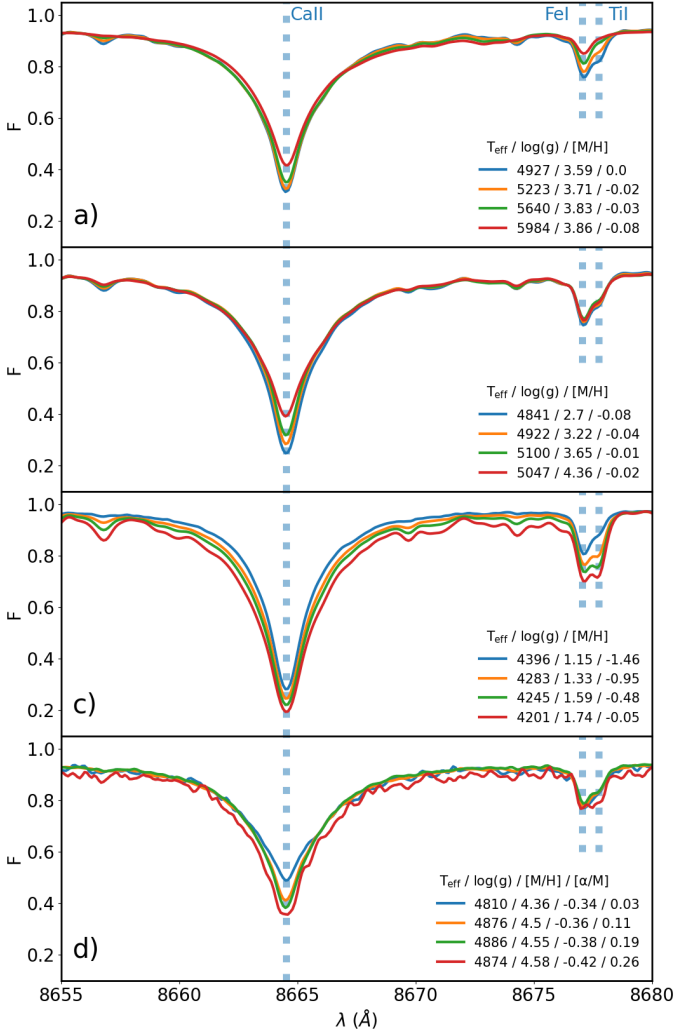 CaII FeI TiI
1.0
0.8
F
0.6
0.4
0.2
a)
T_eff / log(g) / [M/H]
4927 / 3.59 / 0.0
5223 / 3.71 / -0.02
5640 / 3.83 / -0.03
5984 / 3.86 / -0.08
1.0
0.8
F
0.6
0.4
0.2
b)
T_eff / log(g) / [M/H]
4841 / 2.7 / -0.08
4922 / 3.22 / -0.04
5100 / 3.65 / -0.01
5047 / 4.36 / -0.02
1.0
0.8
F
0.6
0.4
0.2
c)
T_eff / log(g) / [M/H]
4396 / 1.15 / -1.46
4283 / 1.33 / -0.95
4245 / 1.59 / -0.48
4201 / 1.74 / -0.05
1.0
0.8
F
0.6
0.4
0.2
d)
T_eff / log(g) / [M/H] / [α/M]
4810 / 4.36 / -0.34 / 0.03
4876 / 4.5 / -0.36 / 0.11
4886 / 4.55 / -0.38 / 0.19
4874 / 4.58 / -0.42 / 0.26
8655 8660 8665 8670 8675 8680
λ (Å)